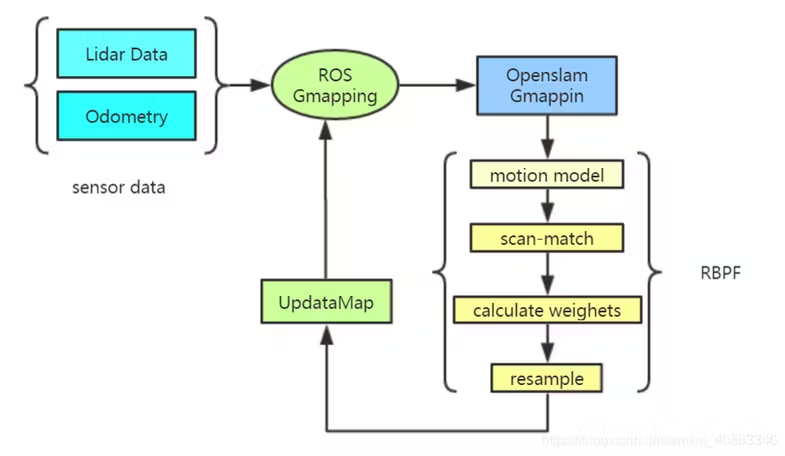 Lidar Data
Odometry
sensor data
ROS
Gmapping
Openslam
Gmappin
motion model
scan-match
calculate weighets
resample
RBPF
UpdataMap